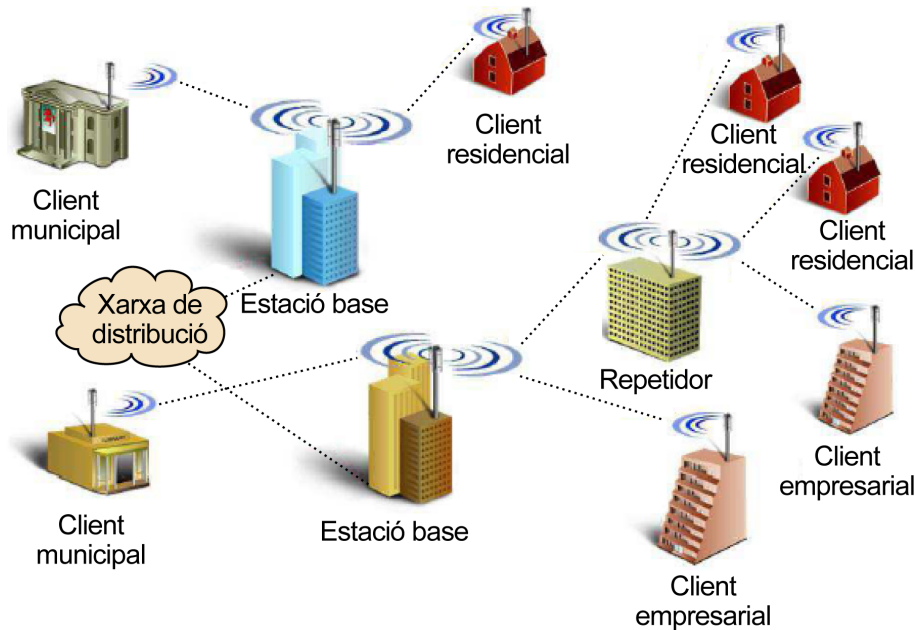 Client
residencial
Client
residencial
Client
municipal
Client
residencial
Xarxa de
distribució
Estació base
Repetidor
Client
empresarial
Client
municipal
Estació base
Client
empresarial